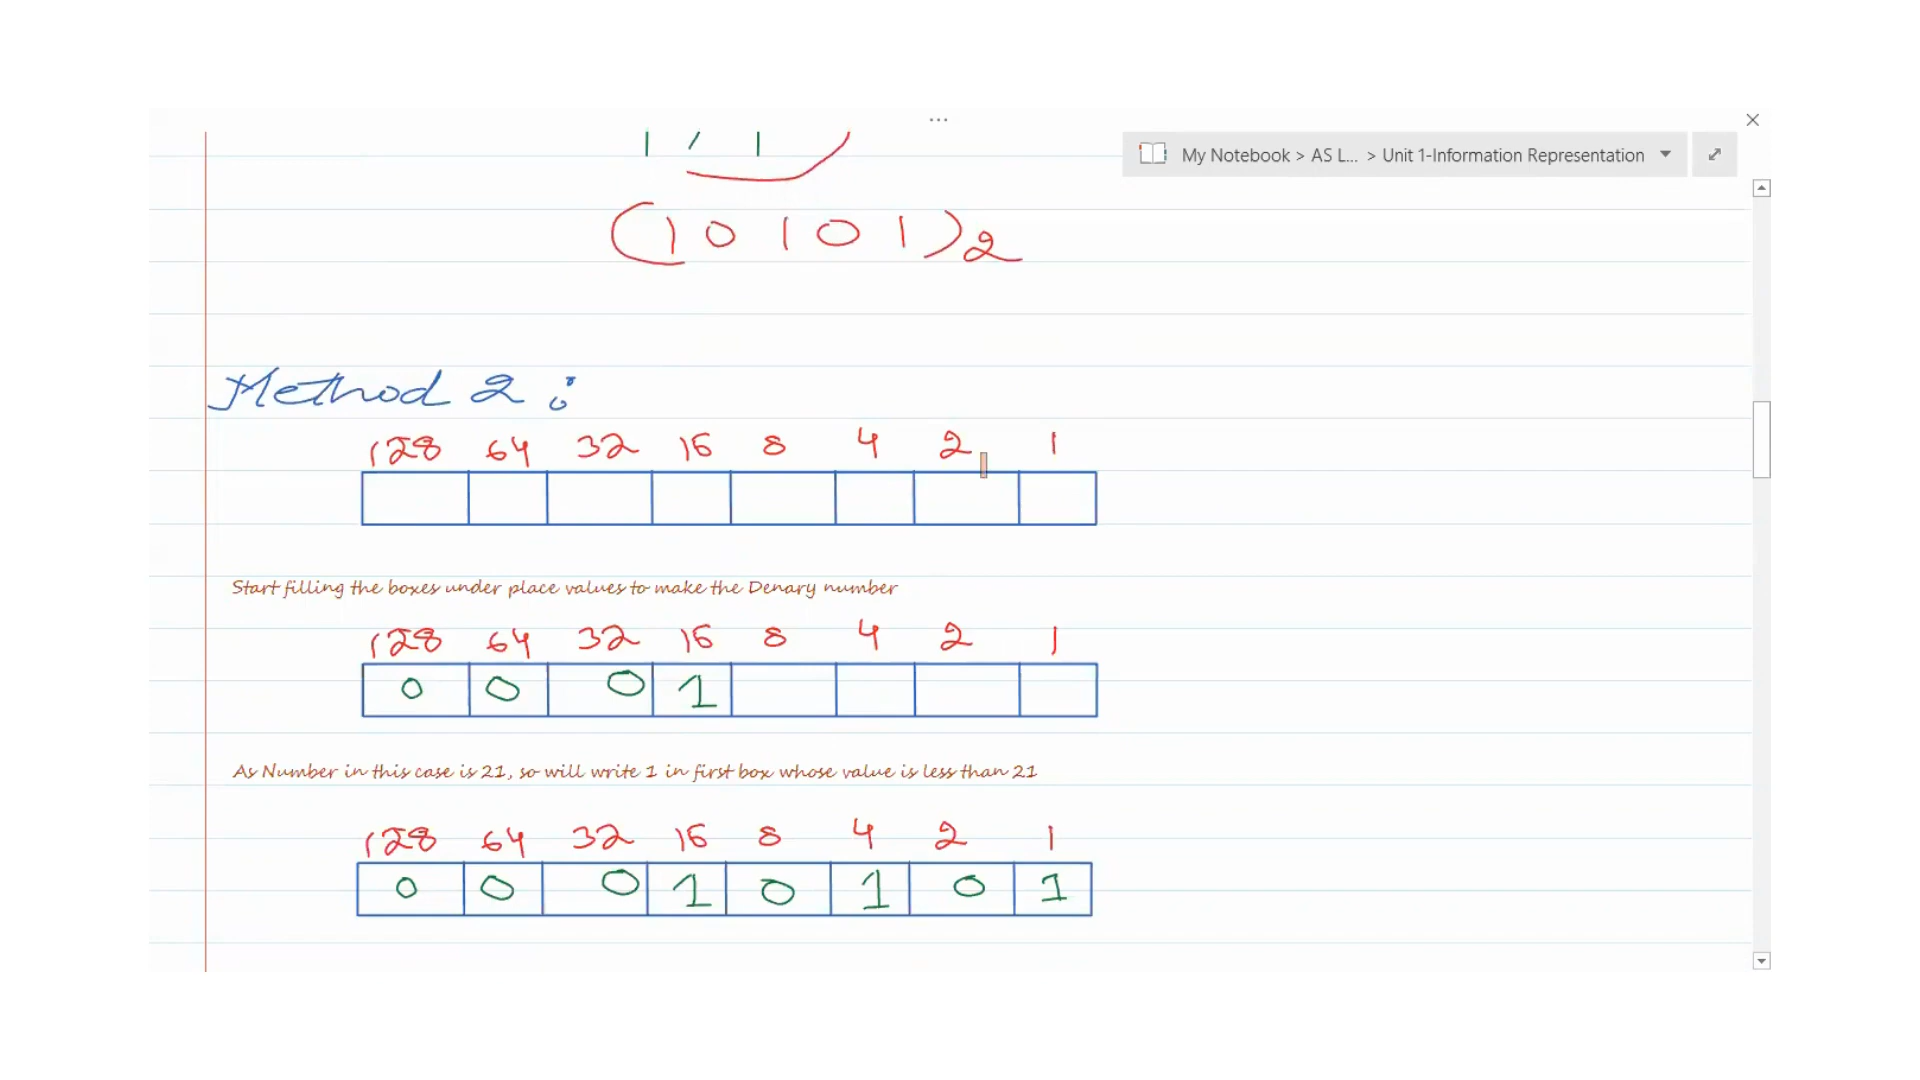 ...
My Notebook > AS L... > Unit 1-Information Representation
(10101)2
Method 2 :
128 64 32 16 8 4 2 1
Start filling the boxes under place values to make the Denary number
128 64 32 16 8 4 2 1
0 0 0 1
As Number in this case is 21, so will write 1 in first box whose value is less than 21
128 64 32 16 8 4 2 1
0 0 0 1 0 1 0 1